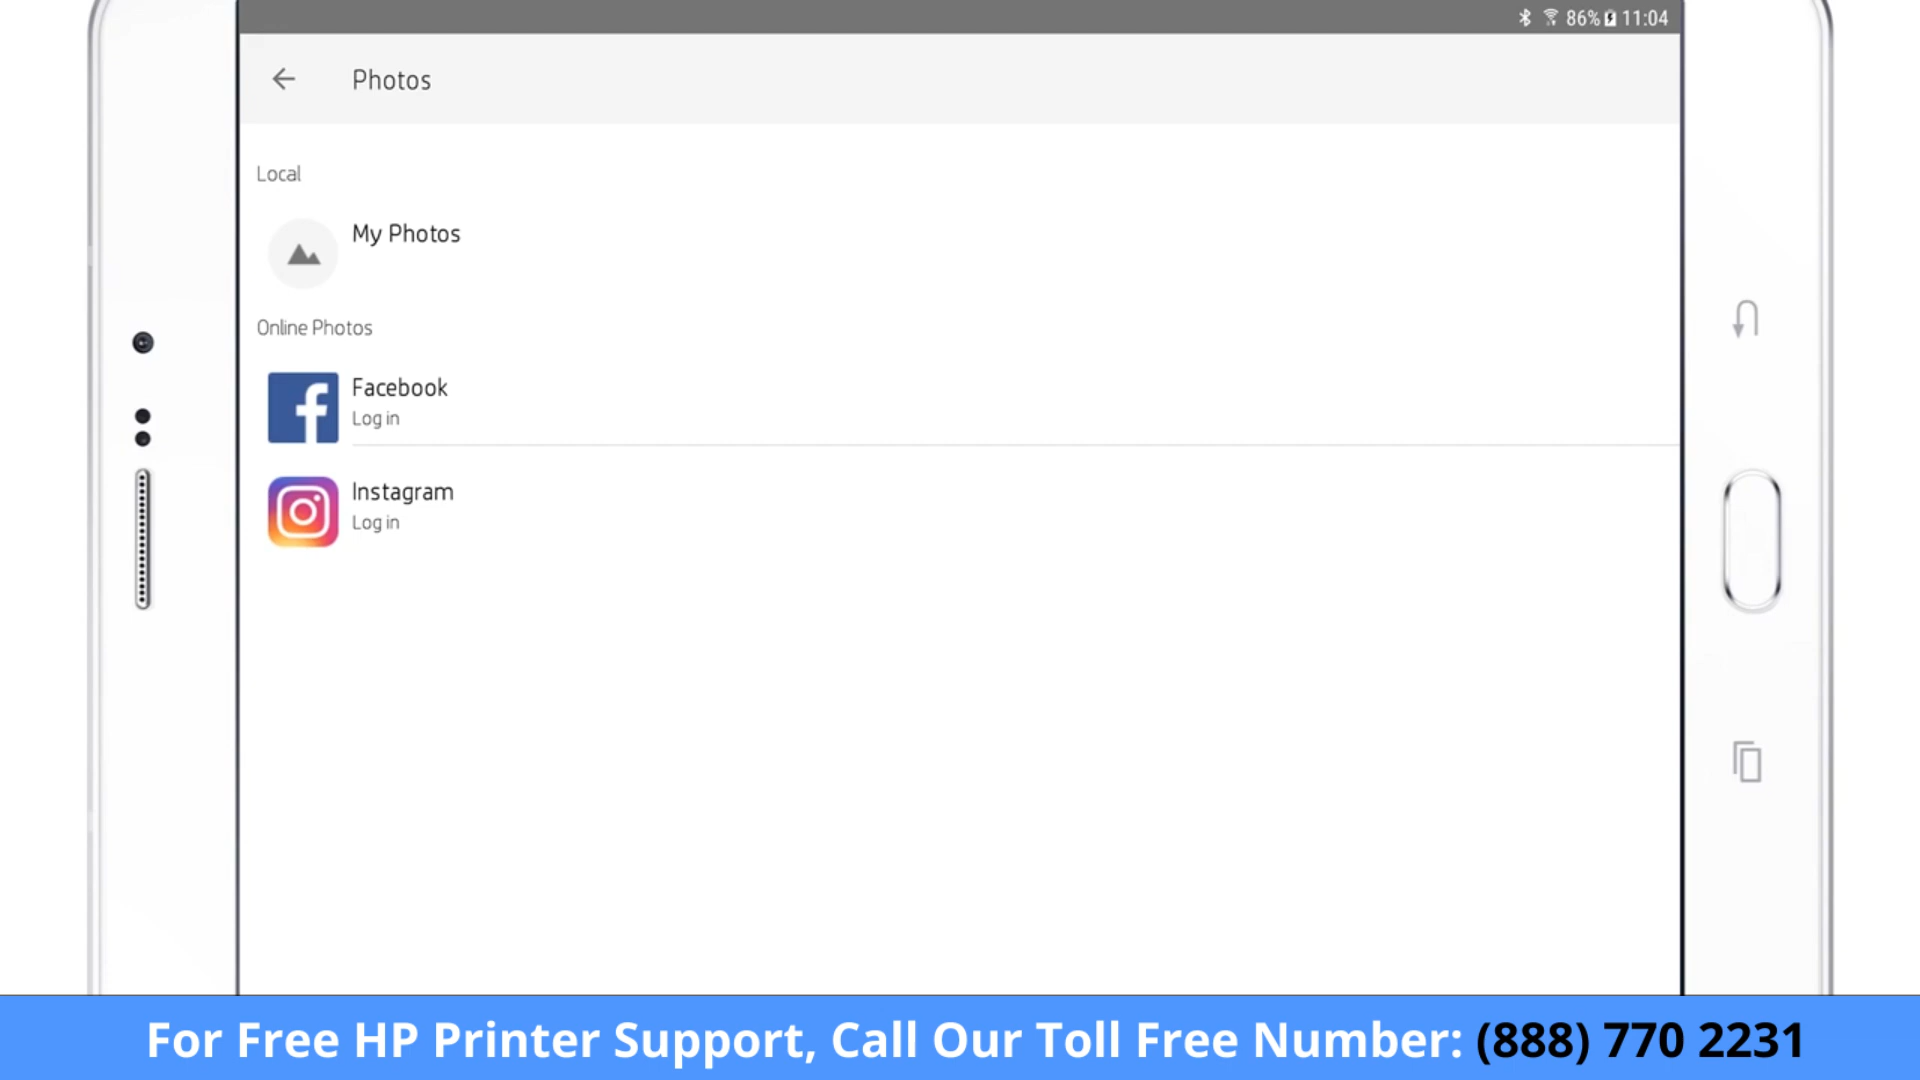 86% 11:04
Photos
Local
My Photos
Online Photos
Facebook
Log in
Instagram
Log in
For Free HP Printer Support, Call Our Toll Free Number: (888) 770 2231